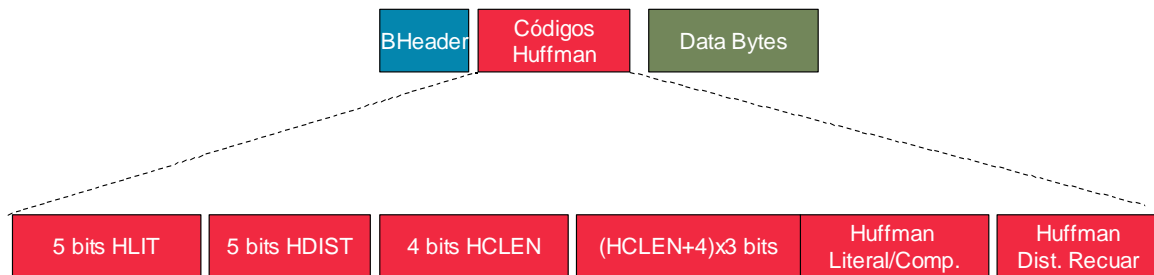 BHeader
Códigos
Huffman
Data Bytes
5 bits HLIT
5 bits HDIST
4 bits HCLEN
(HCLEN+4)x3 bits
Huffman
Literal/Comp.
Huffman
Dist. Recuar